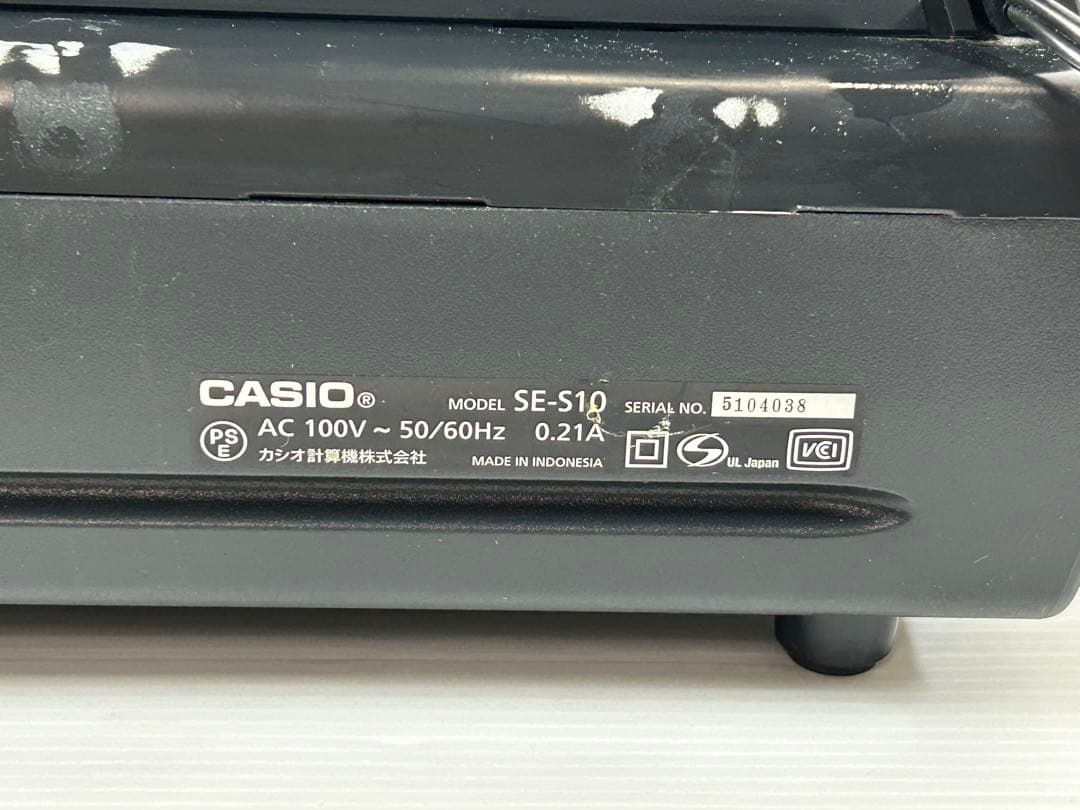 CASIO® MODEL SE-S10 SERIAL NO. 5104038
PSE AC 100V ~ 50/60Hz 0.21A
カシオ計算機株式会社 MADE IN INDONESIA S UL Japan VCI